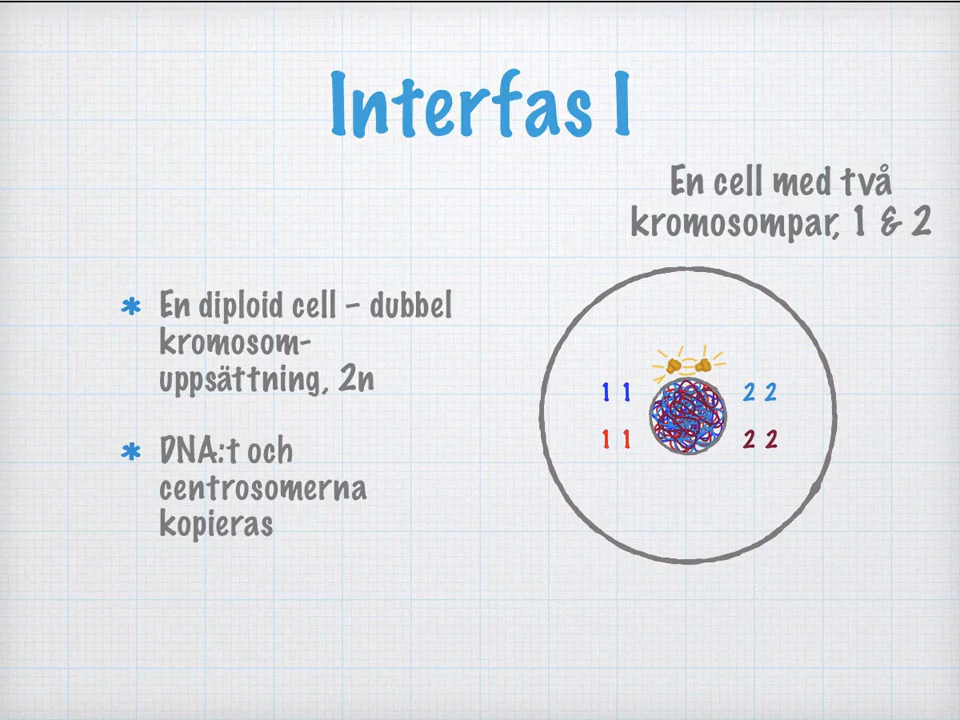 Interfas I
En cell med två
kromosompar, 1 & 2
* En diploid cell – dubbel
kromosom-
uppsättning, 2n
* DNA:t och
centrosomerna
kopieras
1 1 2 2
1 1 2 2